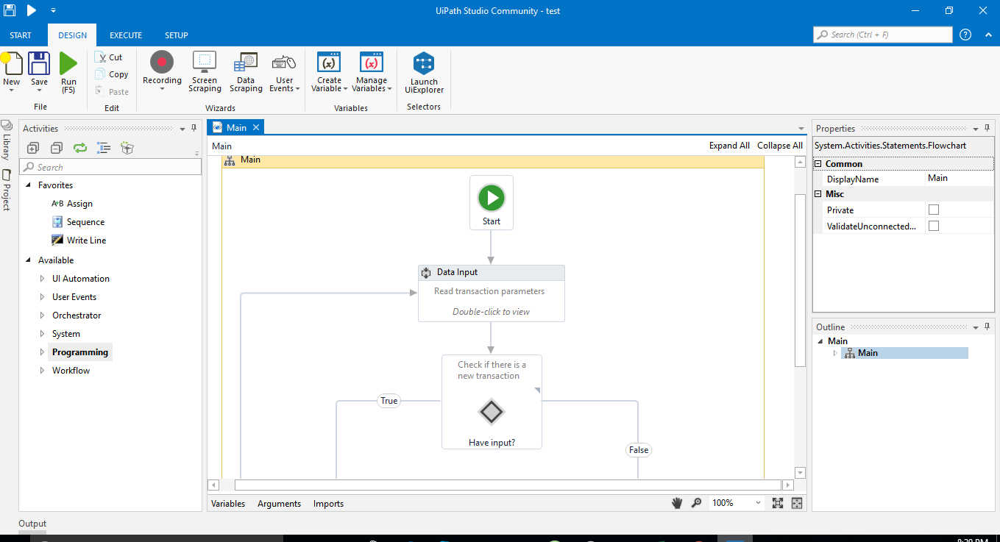 UiPath Studio Community - test
START
DESIGN
EXECUTE
SETUP
Search (Ctrl + F)
?
New
Save
Run
(F5)
File
Cut
Copy
Paste
Edit
Recording
Screen
Scraping
Data
Scraping
User
Events
Wizards
(x)
Create
Variable
(x)
Manage
Variables
Variables
Launch
UiExplorer
Selectors
Library
Project
Activities
Search
Favorites
A*B Assign
Sequence
Write Line
Available
UI Automation
User Events
Orchestrator
System
Programming
Workflow
Main
Main
Expand All
Collapse All
Main
Start
Data Input
Read transaction parameters
Double-click to view
Check if there is a
new transaction
True
Have input?
False
Variables
Arguments
Imports
100%
Properties
System.Activities.Statements.Flowchart
Common
DisplayName
Main
Misc
Private
ValidateUnconnected...
Outline
Main
Main
Output